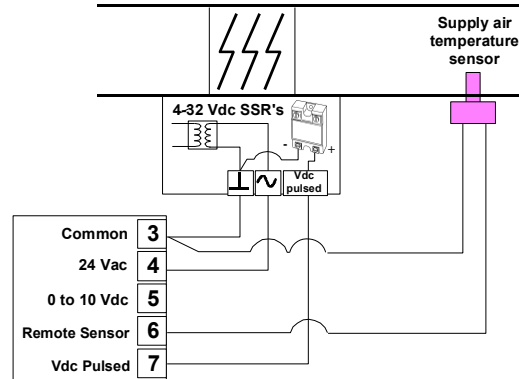 Supply air
temperature
sensor
4-32 Vdc SSR's
- +
Vdc
pulsed
Common 3
24 Vac 4
0 to 10 Vdc 5
Remote Sensor 6
Vdc Pulsed 7